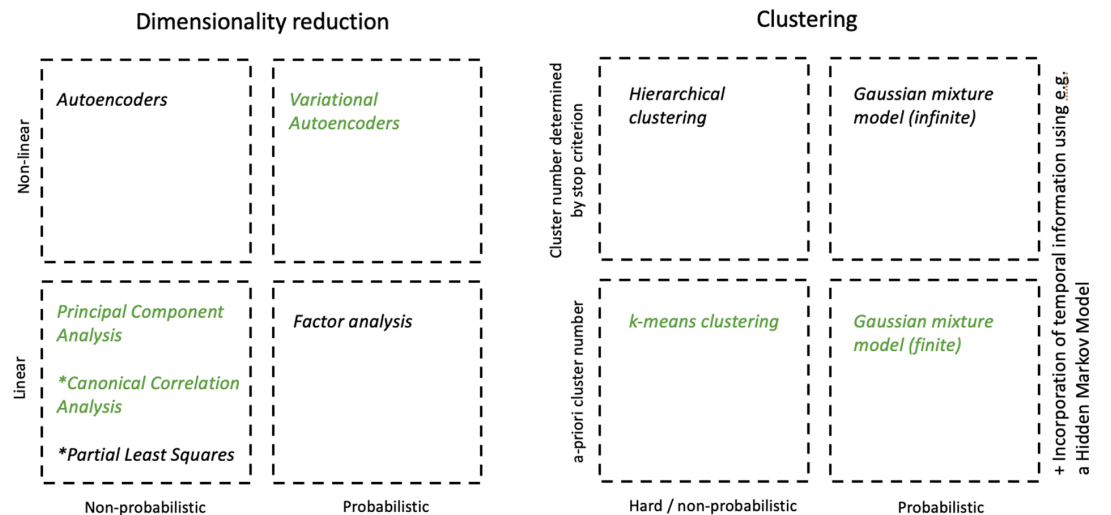 Dimensionality reduction
Non-linear
Autoencoders
Variational
Autoencoders
Linear
Principal Component
Analysis
*Canonical Correlation
Analysis
*Partial Least Squares
Factor analysis
Non-probabilistic
Probabilistic
Clustering
Cluster number determined
by stop criterion
Hierarchical
clustering
Gaussian mixture
model (infinite)
a-priori cluster number
k-means clustering
Gaussian mixture
model (finite)
Hard / non-probabilistic
Probabilistic
+ Incorporation of temporal information using e.g.
a Hidden Markov Model